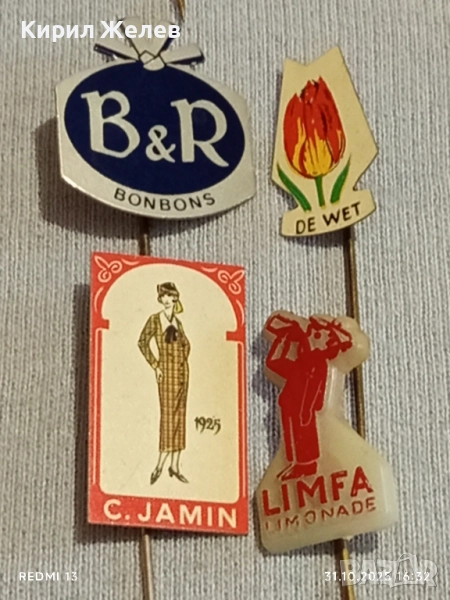 Кирил Желев
B&R
BONBONS
DE WET
1925
C. JAMIN
LIMFA
LIMONADE
REDMI 13
31.10.2025 16:32